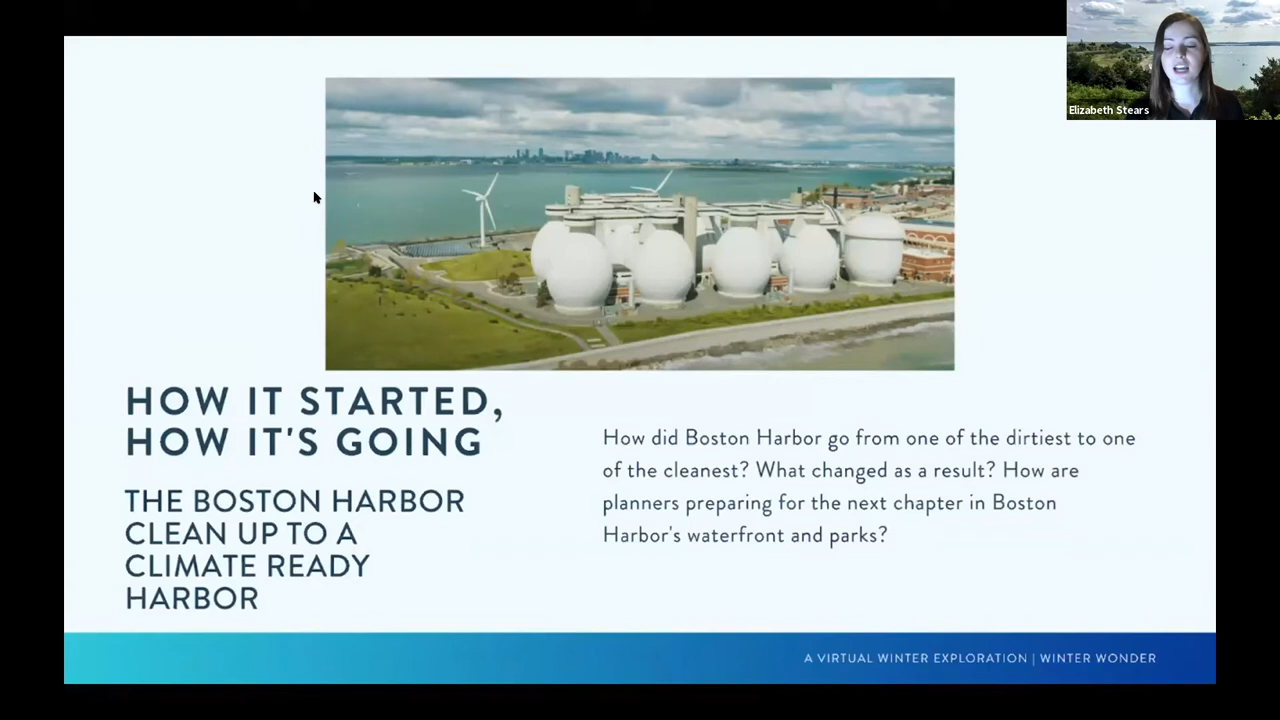 Elizabeth Stears
HOW IT STARTED,
HOW IT'S GOING
THE BOSTON HARBOR
CLEAN UP TO A
CLIMATE READY
HARBOR
How did Boston Harbor go from one of the dirtiest to one
of the cleanest? What changed as a result? How are
planners preparing for the next chapter in Boston
Harbor's waterfront and parks?
A VIRTUAL WINTER EXPLORATION | WINTER WONDER